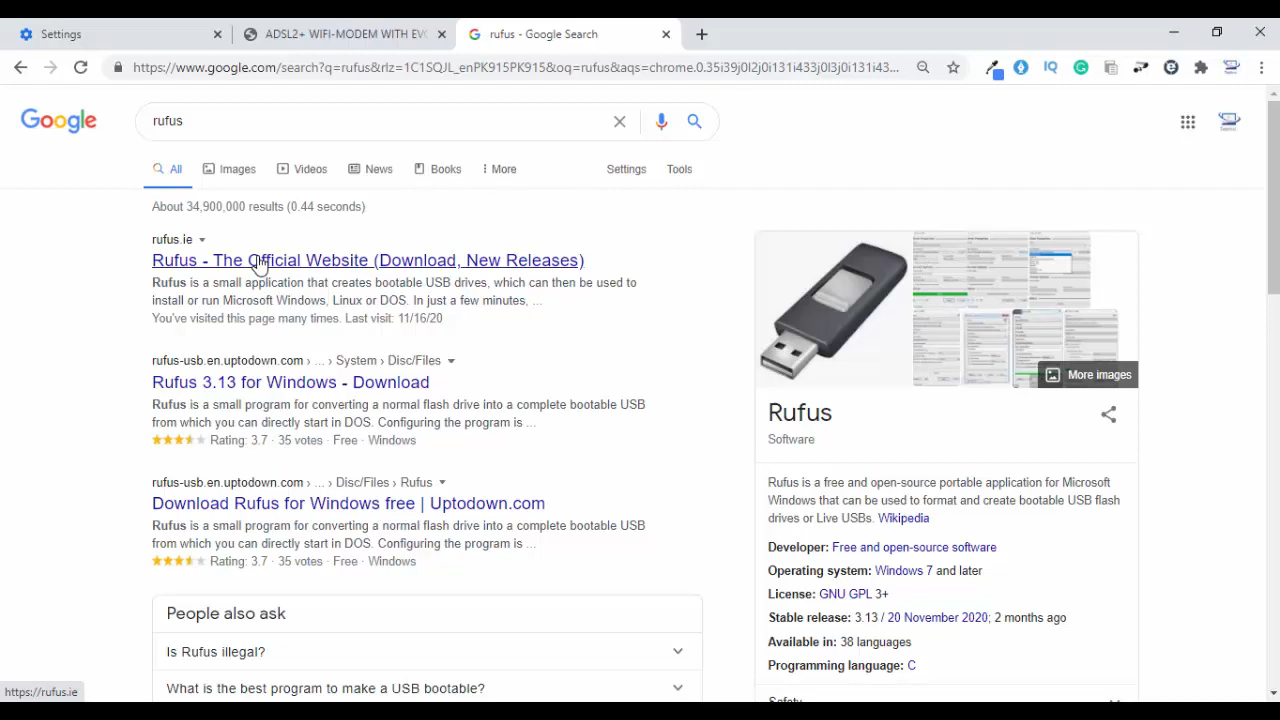 Settings
ADSL2+ WIFI-MODEM WITH EVO
rufus - Google Search
https://www.google.com/search?q=rufus&rlz=1C1SQJL_enPK915PK915&oq=rufus&aqs=chrome.0.35i39j0l2j0i131i433j0l3j0i131i43...
Google
rufus
All
Images
Videos
News
Books
More
Settings
Tools
About 34,900,000 results (0.44 seconds)
rufus.ie
Rufus - The Official Website (Download, New Releases)
Rufus is a small application that creates bootable USB drives, which can then be used to
install or run Microsoft Windows, Linux or DOS. In just a few minutes, ...
You've visited this page many times. Last visit: 11/16/20
rufus-usb.en.uptodown.com › ... System › Disc/Files
Rufus 3.13 for Windows - Download
Rufus is a small program for converting a normal flash drive into a complete bootable USB
from which you can directly start in DOS. Configuring the program is ...
Rating: 3.7 · 35 votes · Free · Windows
rufus-usb.en.uptodown.com › ... › Disc/Files › Rufus
Download Rufus for Windows free | Uptodown.com
Rufus is a small program for converting a normal flash drive into a complete bootable USB
from which you can directly start in DOS. Configuring the program is ...
Rating: 3.7 · 35 votes · Free · Windows
People also ask
Is Rufus illegal?
What is the best program to make a USB bootable?
More images
Rufus
Software
Rufus is a free and open-source portable application for Microsoft
Windows that can be used to format and create bootable USB flash
drives or Live USBs. Wikipedia
Developer: Free and open-source software
Operating system: Windows 7 and later
License: GNU GPL 3+
Stable release: 3.13 / 20 November 2020; 2 months ago
Available in: 38 languages
Programming language: C
https://rufus.ie